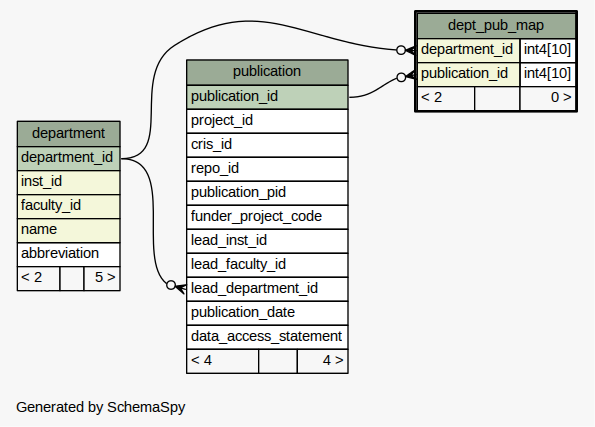 dept_pub_map
department_id int4[10]
publication_id int4[10]
< 2 0 >
publication
publication_id
project_id
cris_id
repo_id
publication_pid
funder_project_code
lead_inst_id
lead_faculty_id
lead_department_id
publication_date
data_access_statement
< 4 4 >
department
department_id
inst_id
faculty_id
name
abbreviation
< 2 5 >
Generated by SchemaSpy